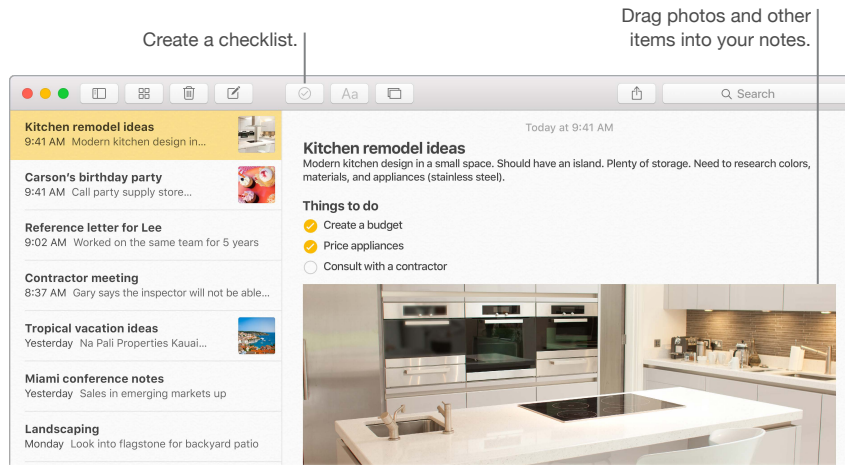 Drag photos and other
items into your notes.
Create a checklist.
Aa
Search
Kitchen remodel ideas
9:41 AM Modern kitchen design in...
Carson's birthday party
9:41 AM Call party supply store...
Reference letter for Lee
9:02 AM Worked on the same team for 5 years
Contractor meeting
8:37 AM Gary says the inspector will not be able...
Tropical vacation ideas
Yesterday Na Pali Properties Kauai...
Miami conference notes
Yesterday Sales in emerging markets up
Landscaping
Monday Look into flagstone for backyard patio
Today at 9:41 AM
Kitchen remodel ideas
Modern kitchen design in a small space. Should have an island. Plenty of storage. Need to research colors,
materials, and appliances (stainless steel).
Things to do
Create a budget
Price appliances
Consult with a contractor